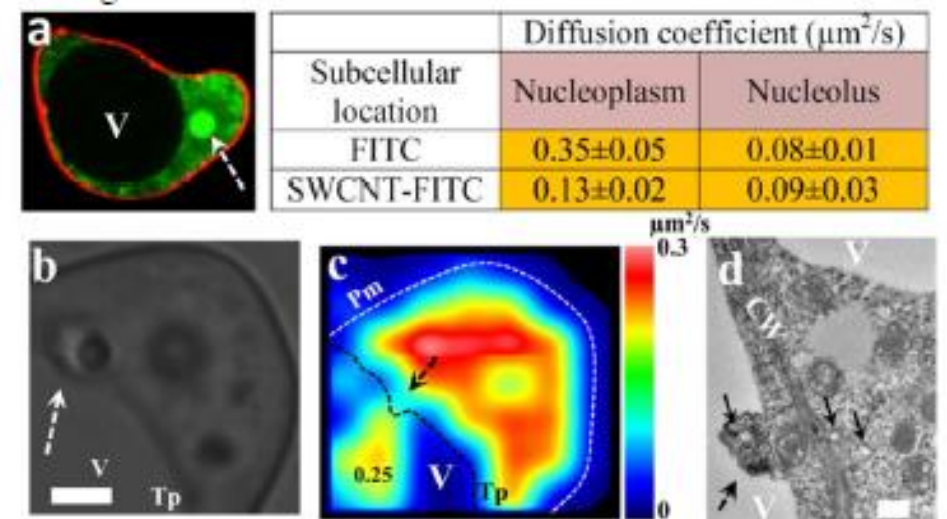 a
V
Diffusion coefficient (µm²/s)
Subcellular location
Nucleoplasm
Nucleolus
FITC
0.35±0.05
0.08±0.01
SWCNT-FITC
0.13±0.02
0.09±0.03
b
V
Tp
c
Pm
0.25
V
Tp
µm²/s
0.3
0
d
V
CW
V